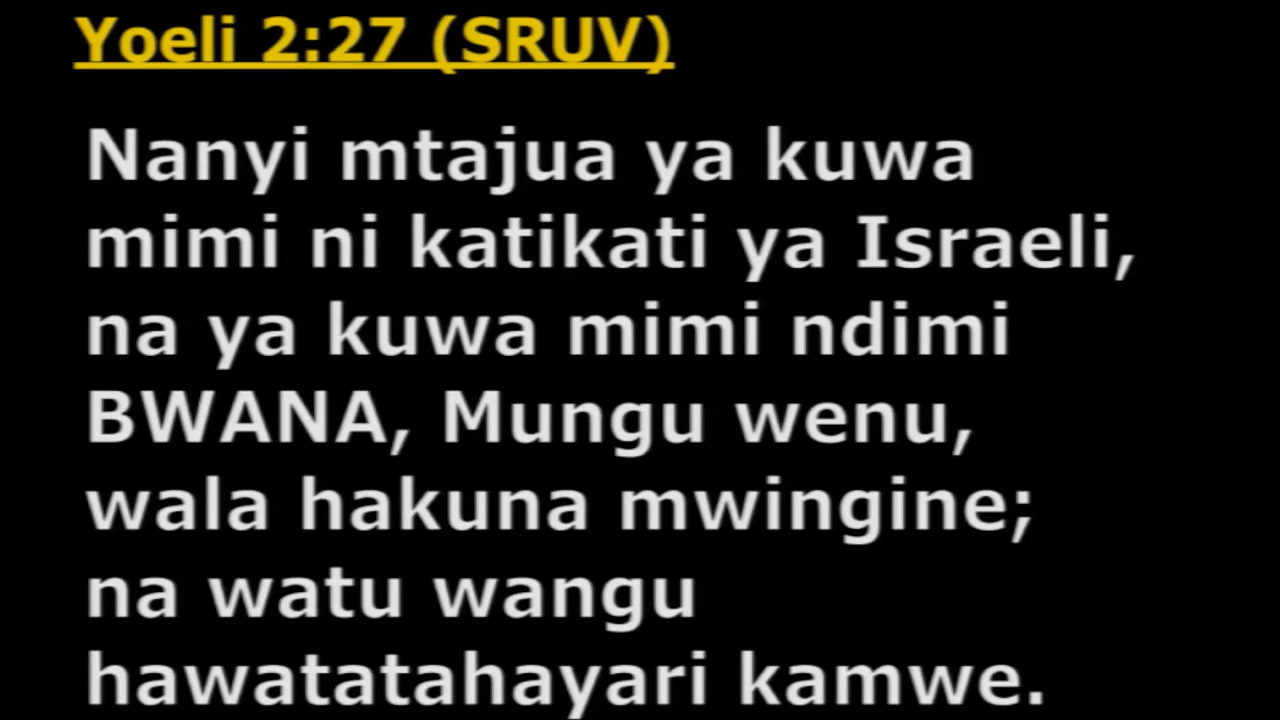 Yoeli 2:27 (SRUV)
Nanyi mtajua ya kuwa
mimi ni katikati ya Israeli,
na ya kuwa mimi ndimi
BWANA, Mungu wenu,
wala hakuna mwingine;
na watu wangu
hawatatahayari kamwe.